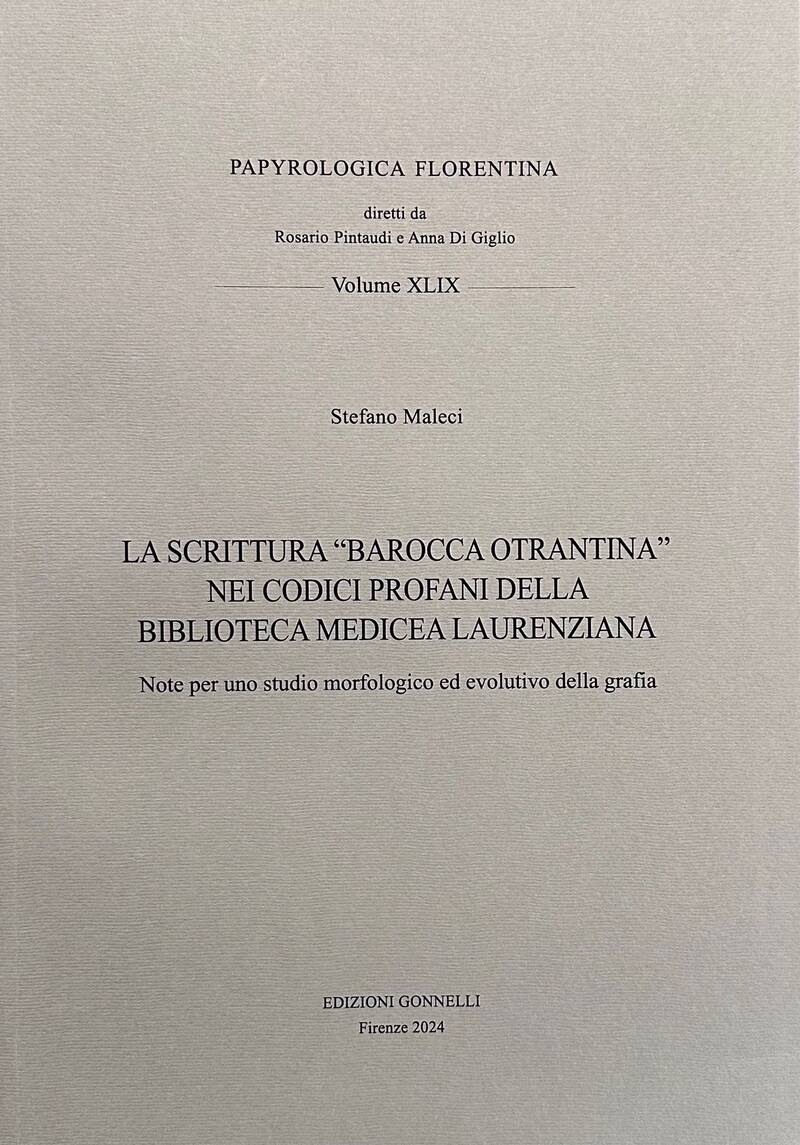 PAPYROLOGICA FLORENTINA
diretti da
Rosario Pintaudi e Anna Di Giglio
Volume XLIX
Stefano Maleci
LA SCRITTURA “BAROCCA OTRANTINA”
NEI CODICI PROFANI DELLA
BIBLIOTECA MEDICEA LAURENZIANA
Note per uno studio morfologico ed evolutivo della grafia
EDIZIONI GONNELLI
Firenze 2024